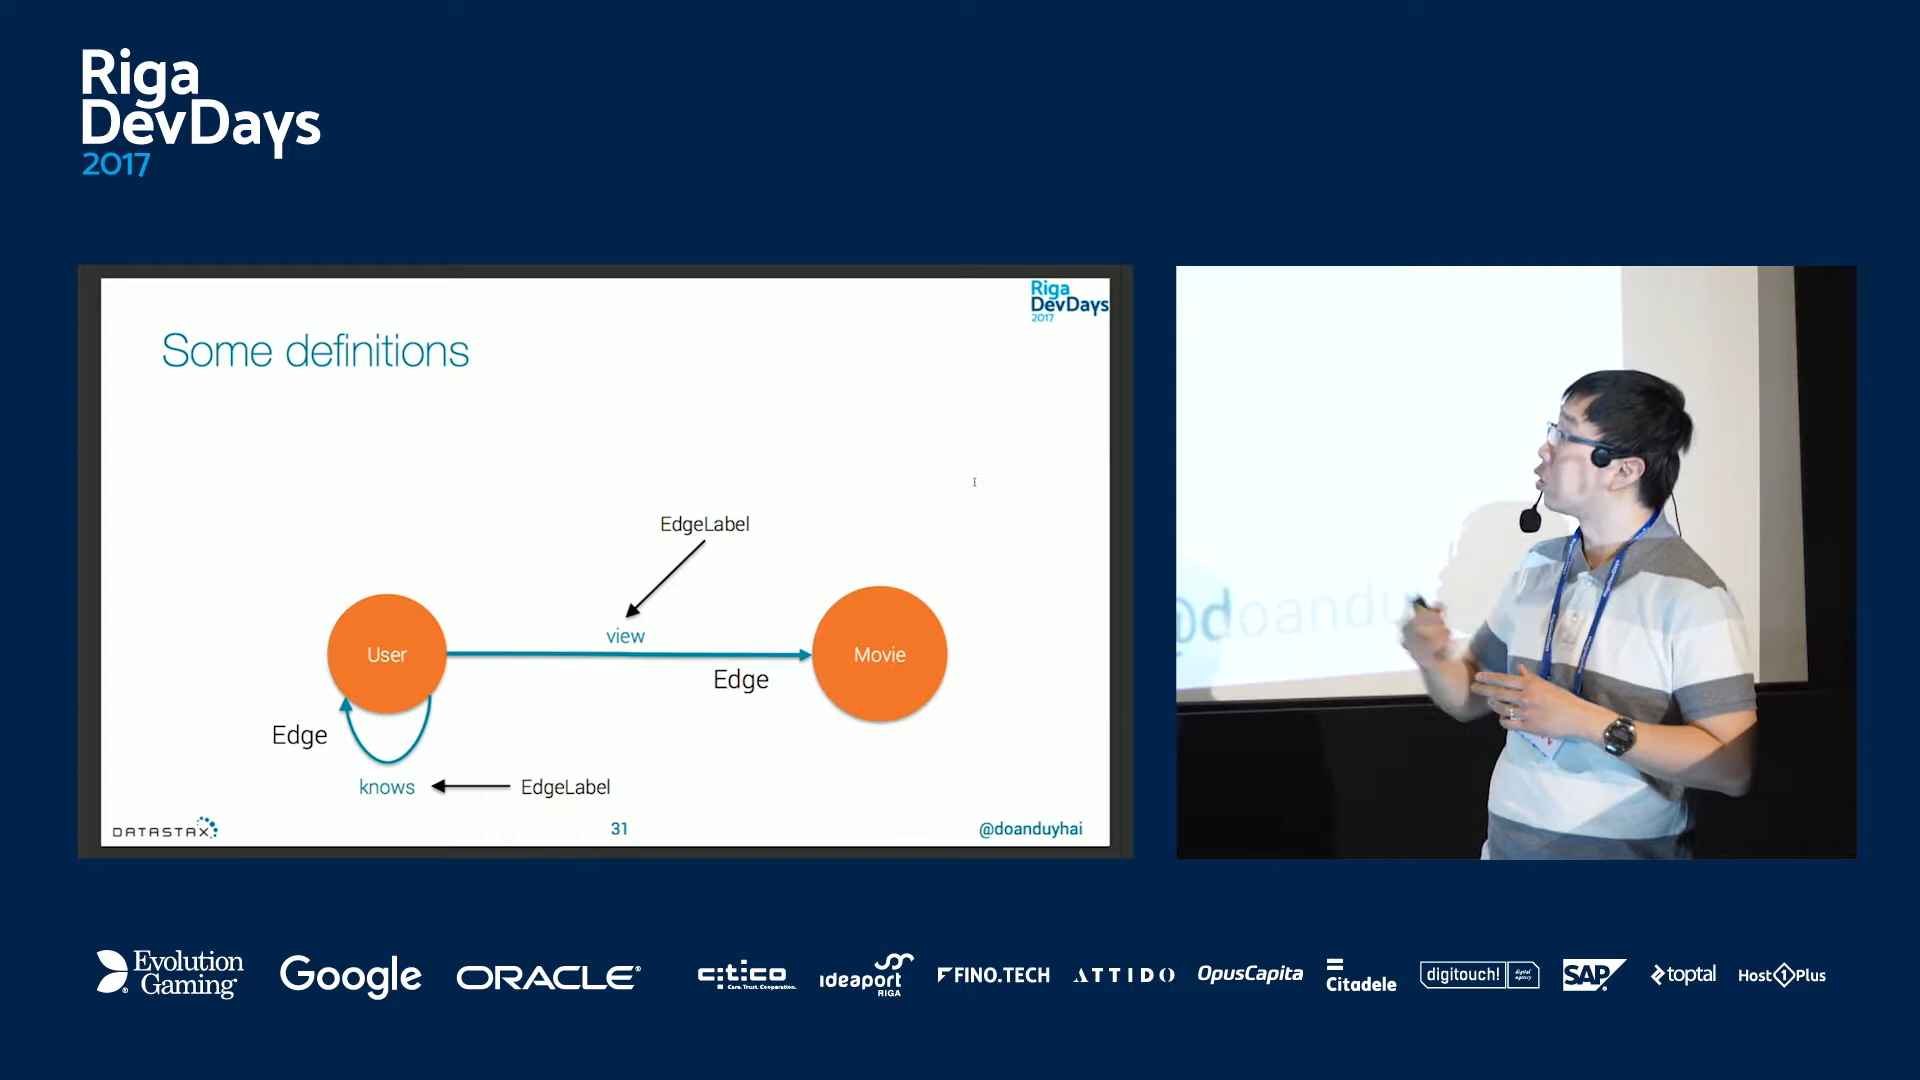 Riga
DevDays
2017
Riga
DevDays
2017
Some definitions
EdgeLabel
view
User
Movie
Edge
Edge
knows
EdgeLabel
DATASTAX
31
@doanduyhai
@doandu
Evolution
Gaming
Google
ORACLE
citico
Care. Trust. Cooperation.
ideaport
RIGA
FINO.TECH
ATTIDO
OpusCapita
Citadele
digitouch!
digital
agency
SAP
toptal
Host1Plus